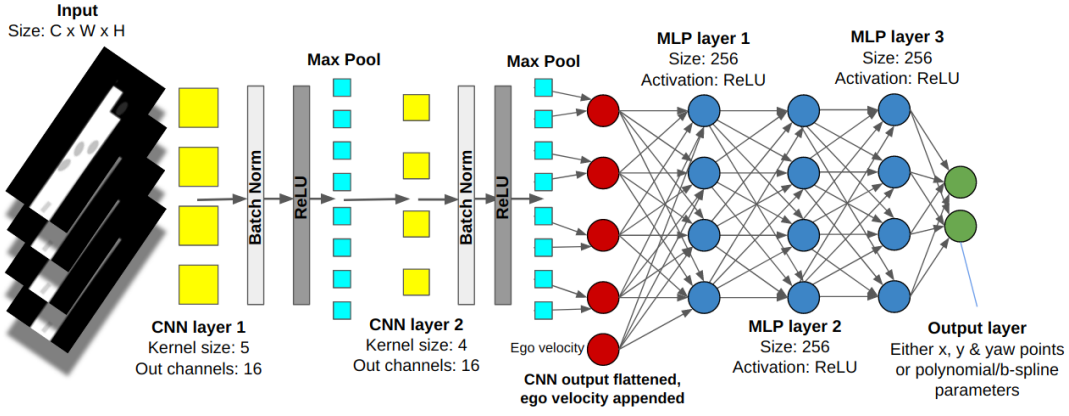 Input
Size: C x W x H
CNN layer 1
Kernel size: 5
Out channels: 16
Batch Norm
ReLU
Max Pool
CNN layer 2
Kernel size: 4
Out channels: 16
Batch Norm
ReLU
Max Pool
Ego velocity
CNN output flattened,
ego velocity appended
MLP layer 1
Size: 256
Activation: ReLU
MLP layer 2
Size: 256
Activation: ReLU
MLP layer 3
Size: 256
Activation: ReLU
Output layer
Either x, y & yaw points
or polynomial/b-spline
parameters